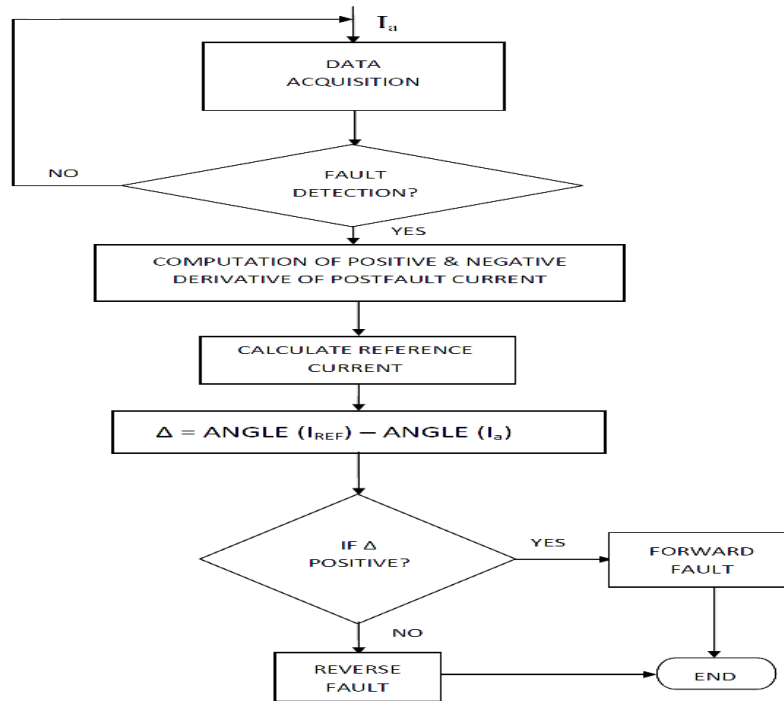 Ia
DATA
ACQUISITION
FAULT
DETECTION?
NO
YES
COMPUTATION OF POSITIVE & NEGATIVE
DERIVATIVE OF POSTFAULT CURRENT
CALCULATE REFERENCE
CURRENT
Δ = ANGLE (IREF) – ANGLE (Ia)
IF Δ
POSITIVE?
YES
FORWARD
FAULT
NO
REVERSE
FAULT
END